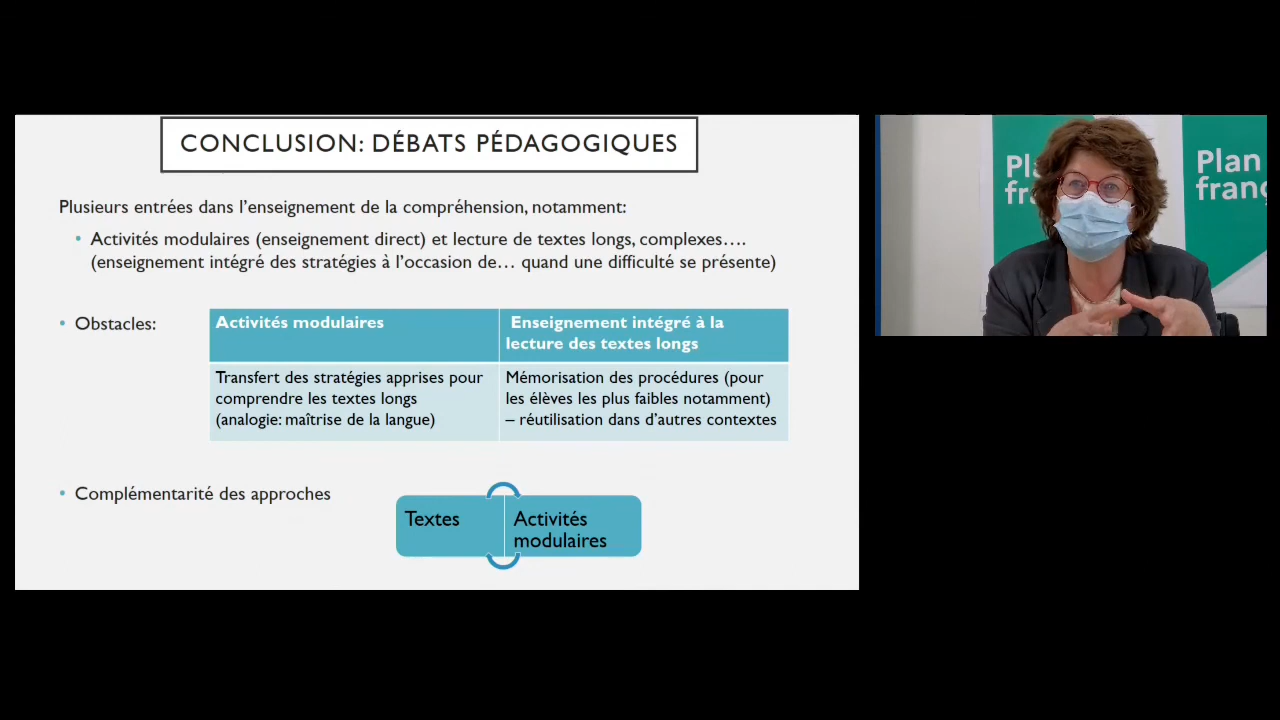 CONCLUSION: DÉBATS PÉDAGOGIQUES
Plusieurs entrées dans l'enseignement de la compréhension, notamment:
• Activités modulaires (enseignement direct) et lecture de textes longs, complexes….
(enseignement intégré des stratégies à l'occasion de… quand une difficulté se présente)
• Obstacles:
Activités modulaires
Enseignement intégré à la
lecture des textes longs
Transfert des stratégies apprises pour
comprendre les textes longs
(analogie: maîtrise de la langue)
Mémorisation des procédures (pour
les élèves les plus faibles notamment)
– réutilisation dans d'autres contextes
• Complémentarité des approches
Textes
Activités
modulaires
Plan
franç